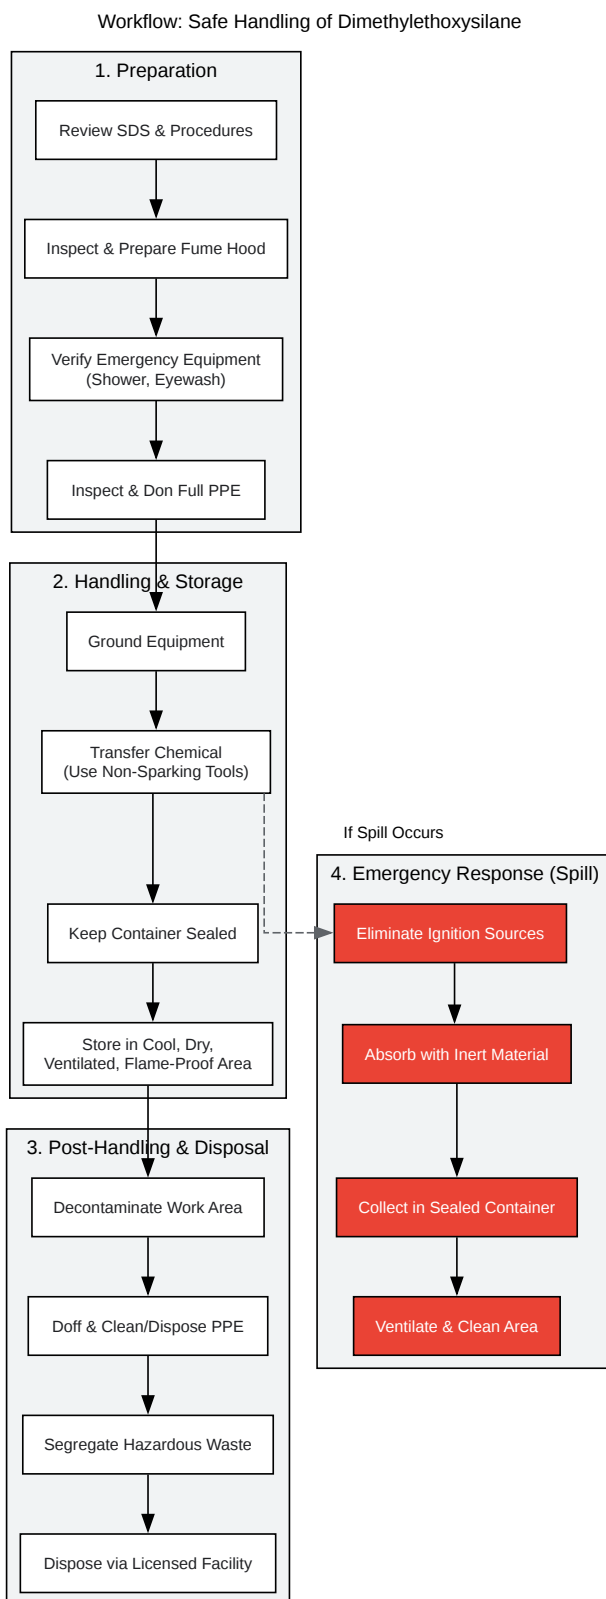 Workflow: Safe Handling of Dimethylethoxysilane
1. Preparation
Review SDS & Procedures
Inspect & Prepare Fume Hood
Verify Emergency Equipment
(Shower, Eyewash)
Inspect & Don Full PPE
2. Handling & Storage
Ground Equipment
Transfer Chemical
(Use Non-Sparking Tools)
Keep Container Sealed
Store in Cool, Dry,
Ventilated, Flame-Proof Area
3. Post-Handling & Disposal
Decontaminate Work Area
Doff & Clean/Dispose PPE
Segregate Hazardous Waste
Dispose via Licensed Facility
If Spill Occurs
4. Emergency Response (Spill)
Eliminate Ignition Sources
Absorb with Inert Material
Collect in Sealed Container
Ventilate & Clean Area